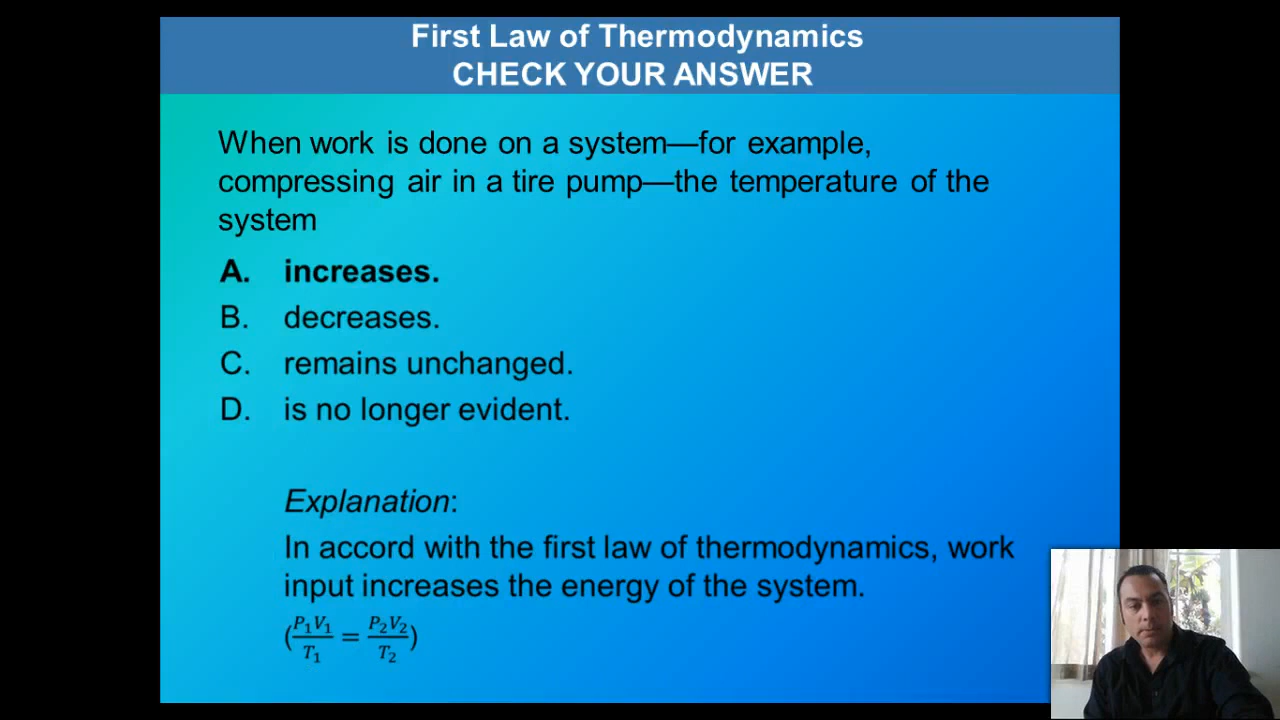 First Law of Thermodynamics
CHECK YOUR ANSWER
When work is done on a system—for example,
compressing air in a tire pump—the temperature of the
system
A. increases.
B. decreases.
C. remains unchanged.
D. is no longer evident.
Explanation:
In accord with the first law of thermodynamics, work
input increases the energy of the system.
(P₁V₁/T₁ = P₂V₂/T₂)